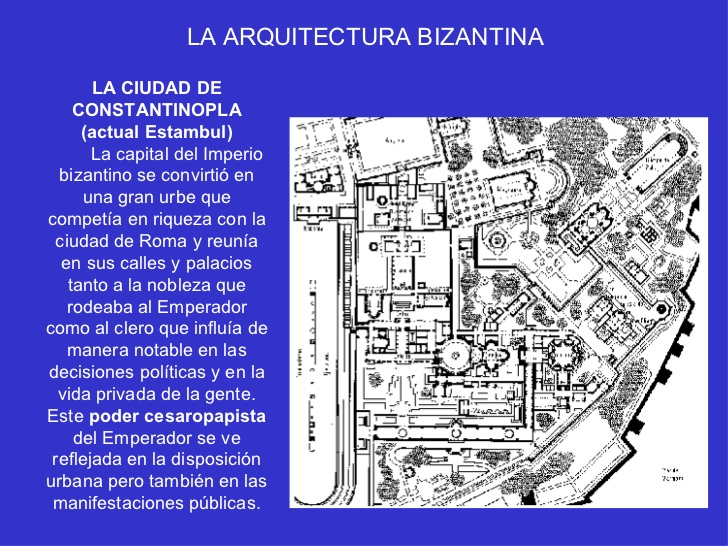 LA ARQUITECTURA BIZANTINA
LA CIUDAD DE
CONSTANTINOPLA
(actual Estambul)
La capital del Imperio
bizantino se convirtió en
una gran urbe que
competía en riqueza con la
ciudad de Roma y reunía
en sus calles y palacios
tanto a la nobleza que
rodeaba al Emperador
como al clero que influía de
manera notable en las
decisiones políticas y en la
vida privada de la gente.
Este poder cesaropapista
del Emperador se ve
reflejada en la disposición
urbana pero también en las
manifestaciones públicas.